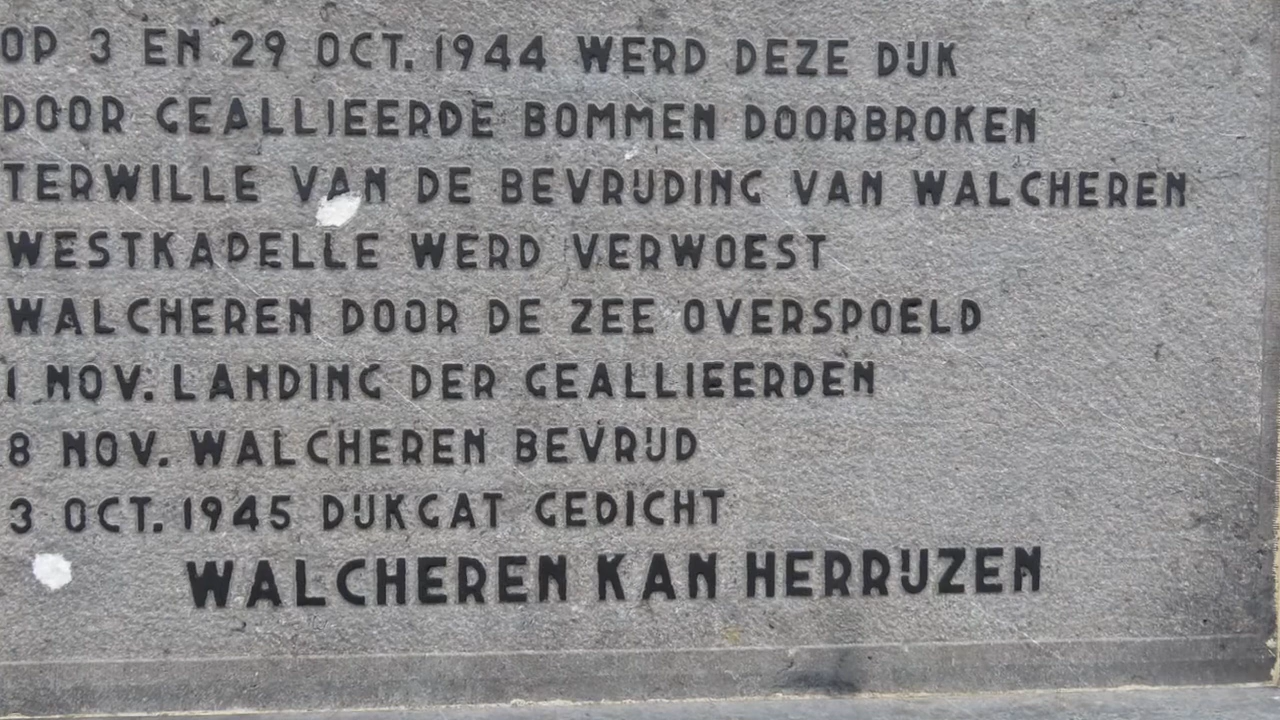 OP 3 EN 29 OCT. 1944 WERD DEZE DIJK
DOOR GEALLIEERDE BOMMEN DOORBROKEN
TERWILLE VAN DE BEVRIJDING VAN WALCHEREN
WESTKAPELLE WERD VERWOEST
WALCHEREN DOOR DE ZEE OVERSPOELD
1 NOV. LANDING DER GEALLIEERDEN
8 NOV. WALCHEREN BEVRIJD
3 OCT. 1945 DIJKGAT GEDICHT
WALCHEREN KAN HERRIJZEN